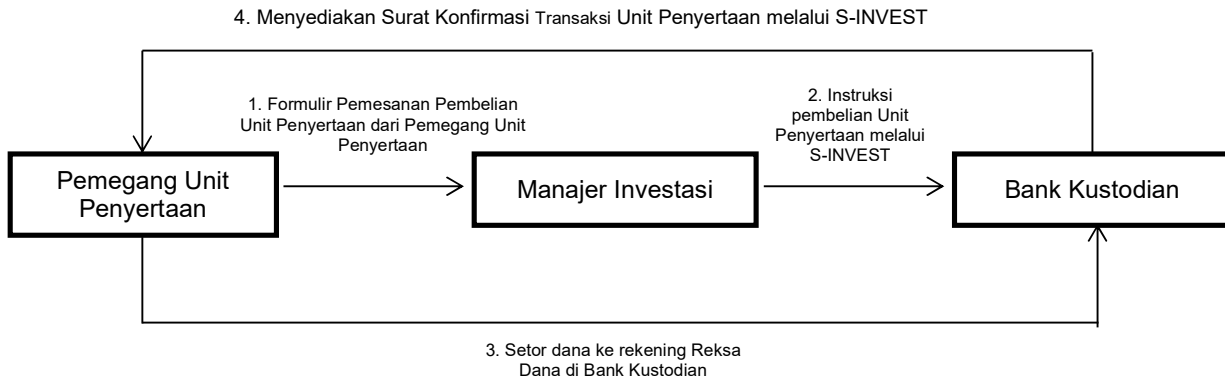 4. Menyediakan Surat Konfirmasi Transaksi Unit Penyertaan melalui S-INVEST
1. Formulir Pemesanan Pembelian
Unit Penyertaan dari Pemegang Unit
Penyertaan
2. Instruksi
pembelian Unit
Penyertaan melalui
S-INVEST
Pemegang Unit
Penyertaan
Manajer Investasi
Bank Kustodian
3. Setor dana ke rekening Reksa
Dana di Bank Kustodian